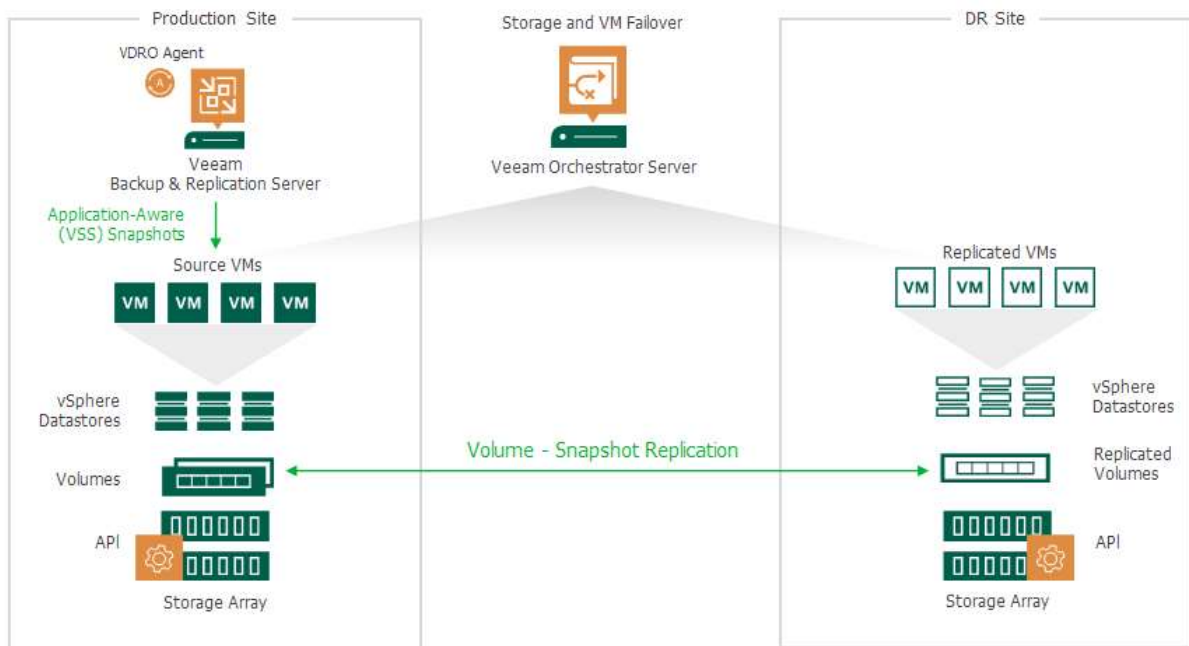 Production Site
VDRO Agent
A
Veeam
Backup & Replication Server
Application-Aware
(VSS) Snapshots
Source VMs
VM VM VM VM
vSphere
Datastores
Volumes
API
Storage Array
Storage and VM Failover
Veeam Orchestrator Server
Volume - Snapshot Replication
DR Site
Replicated VMs
VM VM VM VM
vSphere
Datastores
Replicated
Volumes
API
Storage Array